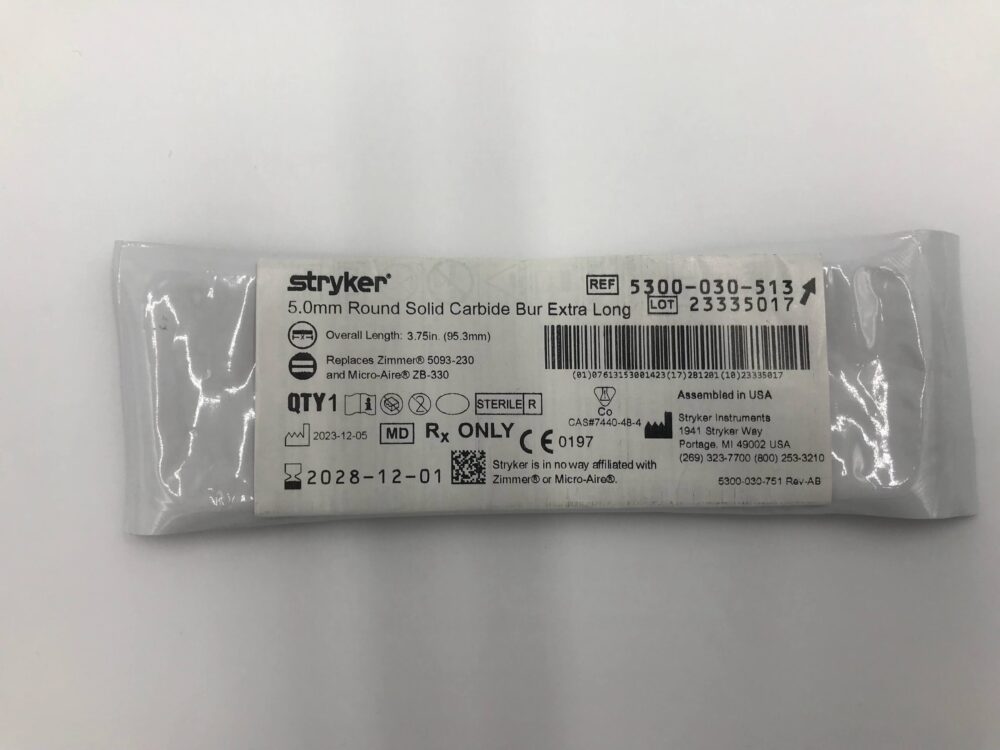 stryker®
REF 5300-030-513
5.0mm Round Solid Carbide Bur Extra Long
LOT 23335017
Overall Length: 3.75in. (95.3mm)
Replaces Zimmer® 5093-230
and Micro-Aire® ZB-330
(01)07613153001423(17)281201(10)23335017
QTY 1
STERILE R
Co
CAS#7440-48-4
Assembled in USA
Stryker Instruments
1941 Stryker Way
Portage, MI 49002 USA
(269) 323-7700 (800) 253-3210
2023-12-05
MD
Rx ONLY
CE 0197
2028-12-01
Stryker is in no way affiliated with
Zimmer® or Micro-Aire®.
5300-030-751 Rev-AB